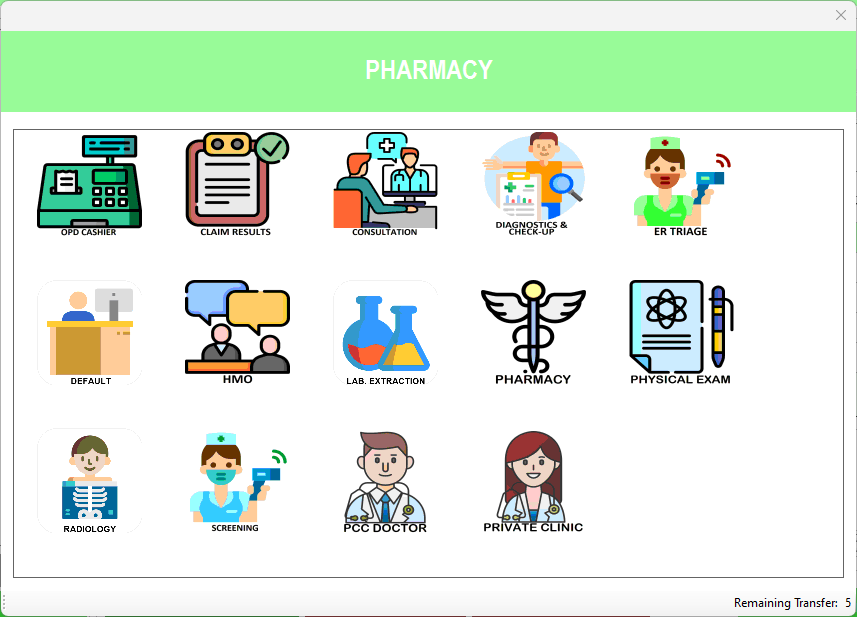 PHARMACY
OPD CASHIER
CLAIM RESULTS
CONSULTATION
DIAGNOSTICS &
CHECK-UP
ER TRIAGE
DEFAULT
HMO
LAB. EXTRACTION
PHARMACY
PHYSICAL EXAM
RADIOLOGY
SCREENING
PCC DOCTOR
PRIVATE CLINIC
Remaining Transfer: 5